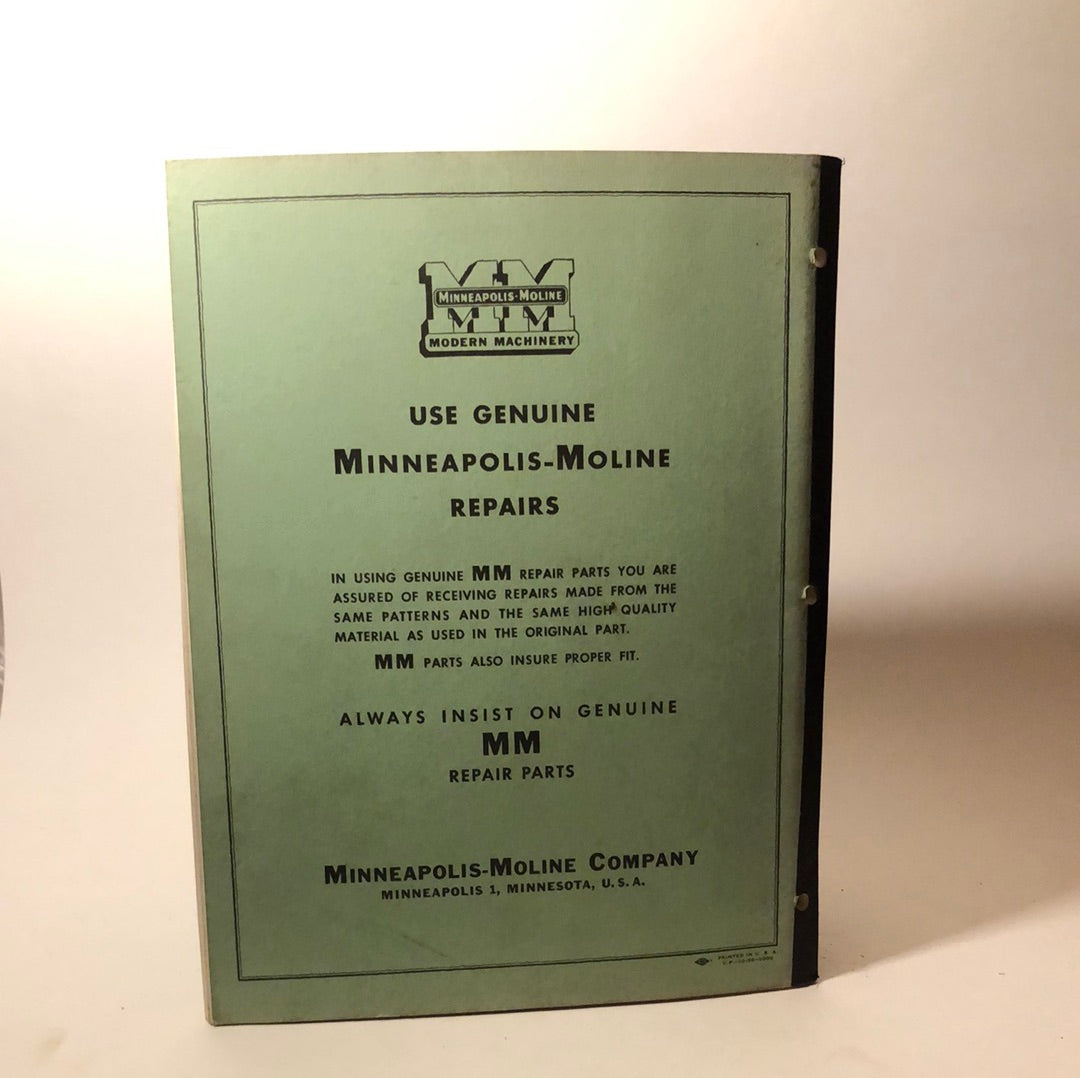 MINNEAPOLIS-MOLINE
MODERN MACHINERY
USE GENUINE
MINNEAPOLIS-MOLINE
REPAIRS
IN USING GENUINE MM REPAIR PARTS YOU ARE
ASSURED OF RECEIVING REPAIRS MADE FROM THE
SAME PATTERNS AND THE SAME HIGH QUALITY
MATERIAL AS USED IN THE ORIGINAL PART.
MM PARTS ALSO INSURE PROPER FIT.
ALWAYS INSIST ON GENUINE
MM
REPAIR PARTS
MINNEAPOLIS-MOLINE COMPANY
MINNEAPOLIS 1, MINNESOTA, U.S.A.
PRINTED IN U.S.A.